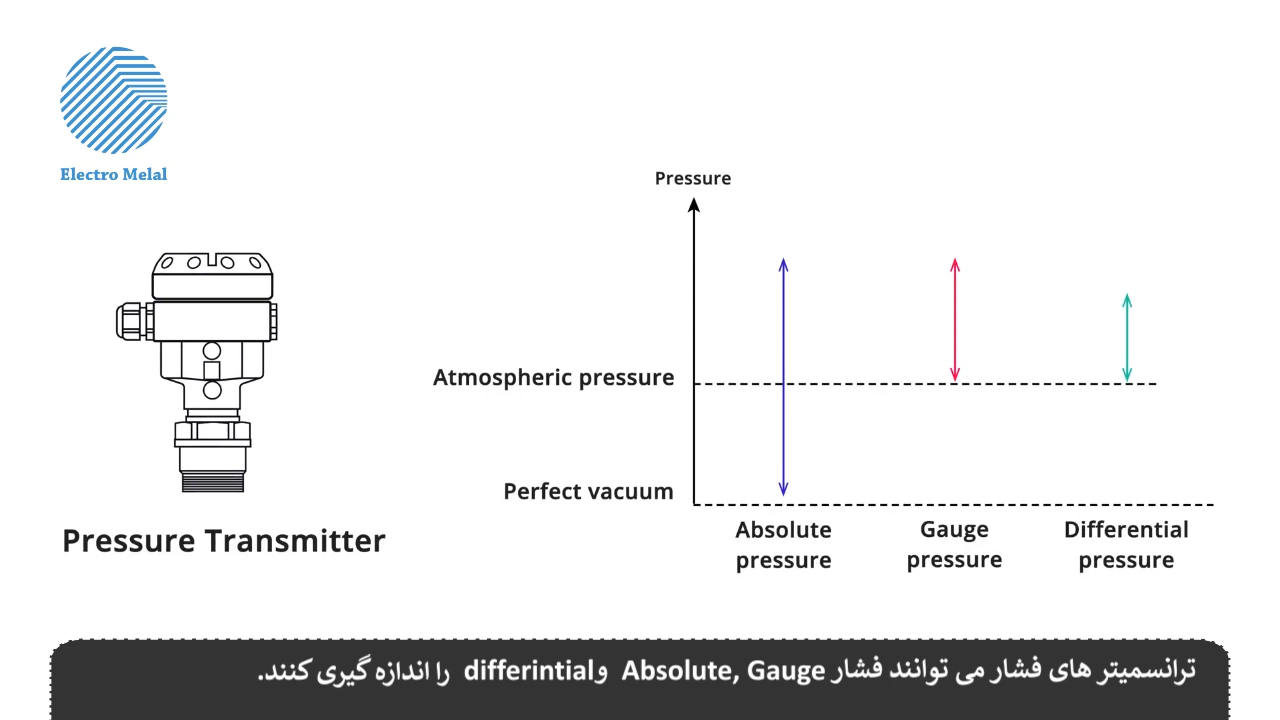 Electro Melal
Pressure
Atmospheric pressure
Perfect vacuum
Absolute
pressure
Gauge
pressure
Differential
pressure
Pressure Transmitter
ترانسمیتر های فشار می توانند فشار Absolute, Gauge وdifferintial را اندازه گیری کنند.